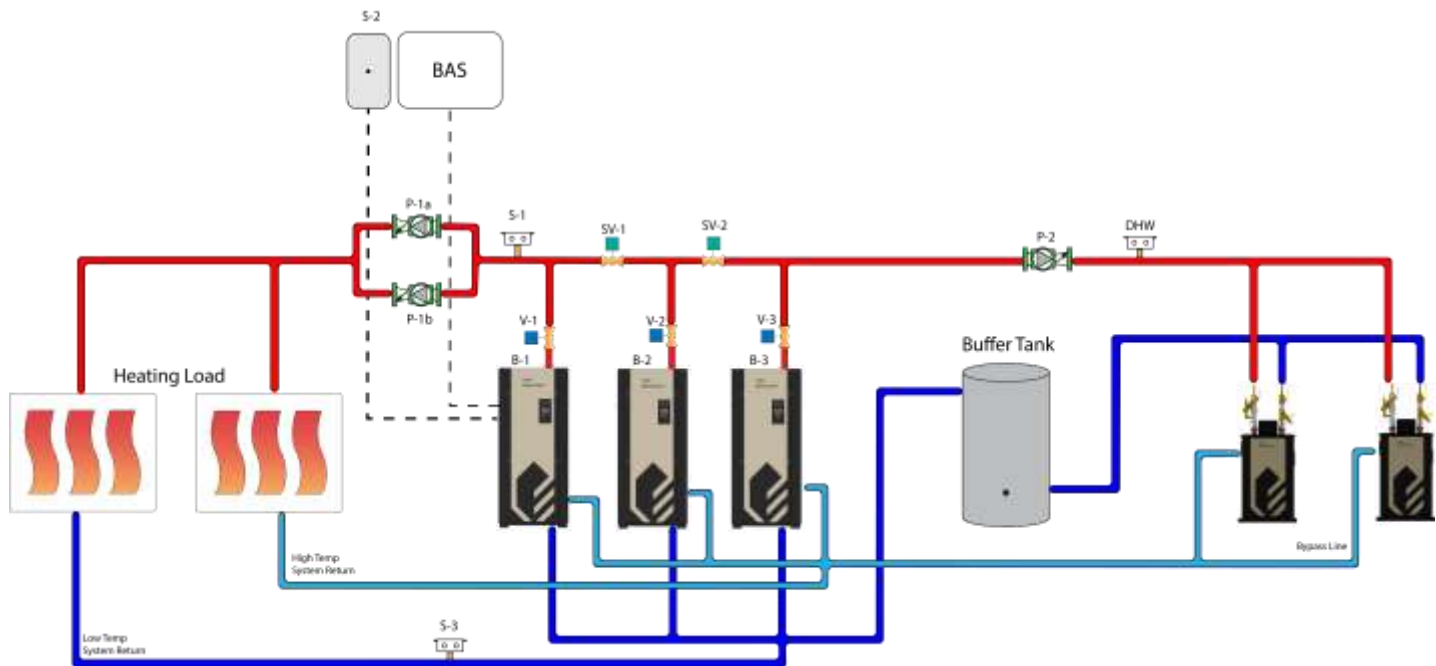 S-2
BAS
P-1a
S-1
SV-1
SV-2
P-2
DHW
P-1b
V-1
V-2
V-3
B-1
B-2
B-3
Heating Load
Buffer Tank
High Temp
System Return
Bypass Line
Low Temp
System Return
S-3